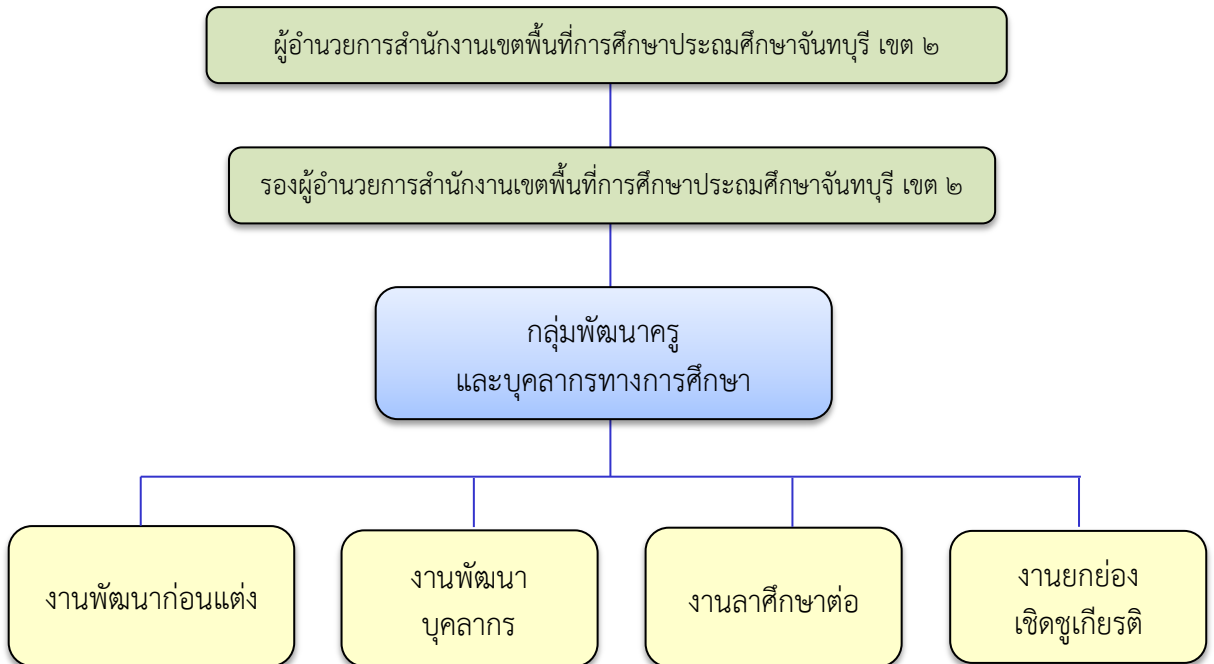 ผู้อำนวยการสำนักงานเขตพื้นที่การศึกษาประถมศึกษาจันทบุรี เขต ๒
รองผู้อำนวยการสำนักงานเขตพื้นที่การศึกษาประถมศึกษาจันทบุรี เขต ๒
กลุ่มพัฒนาครู
และบุคลากรทางการศึกษา
งานพัฒนาก่อนแต่ง
งานพัฒนา
บุคลากร
งานลาศึกษาต่อ
งานยกย่อง
เชิดชูเกียรติ